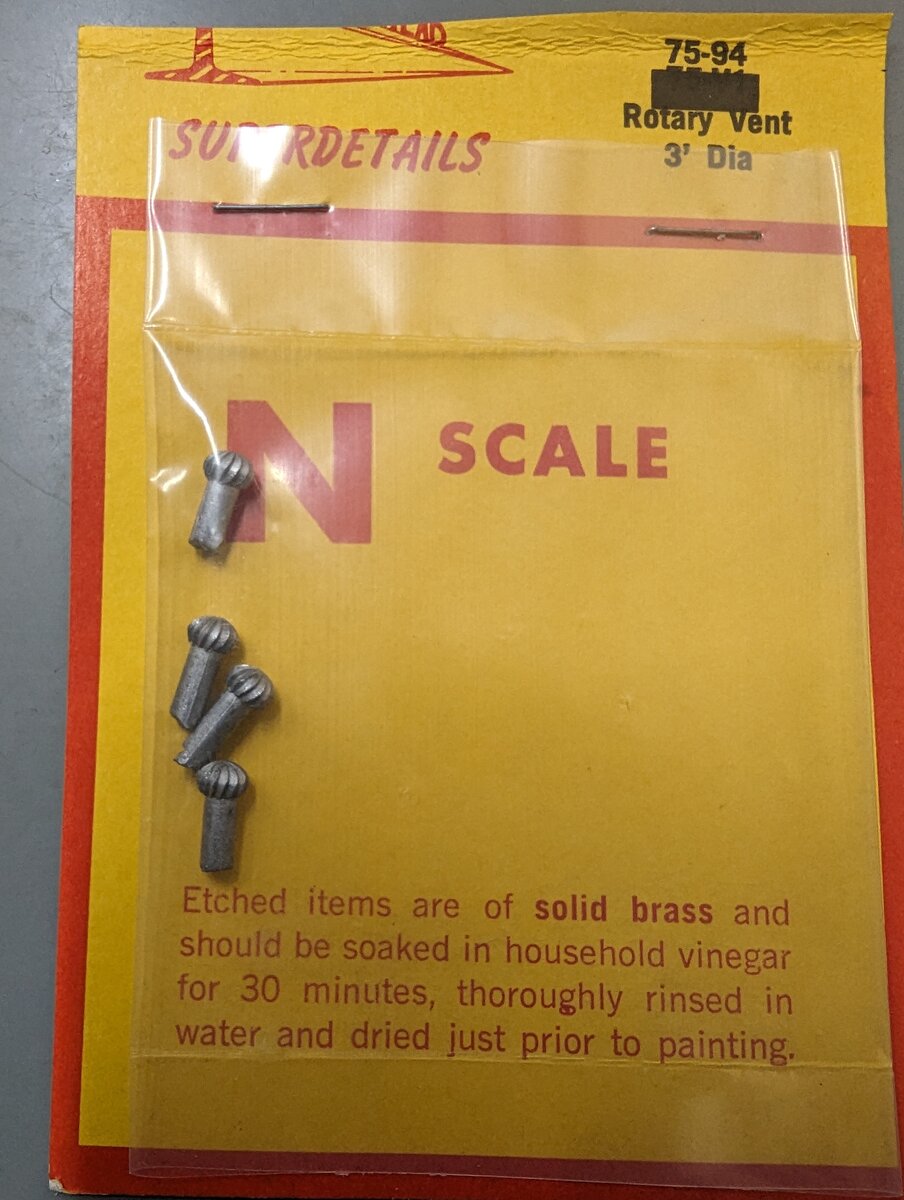 75-94
Rotary Vent
3' Dia
SUPERDETAILS
N SCALE
Etched items are of solid brass and
should be soaked in household vinegar
for 30 minutes, thoroughly rinsed in
water and dried just prior to painting.